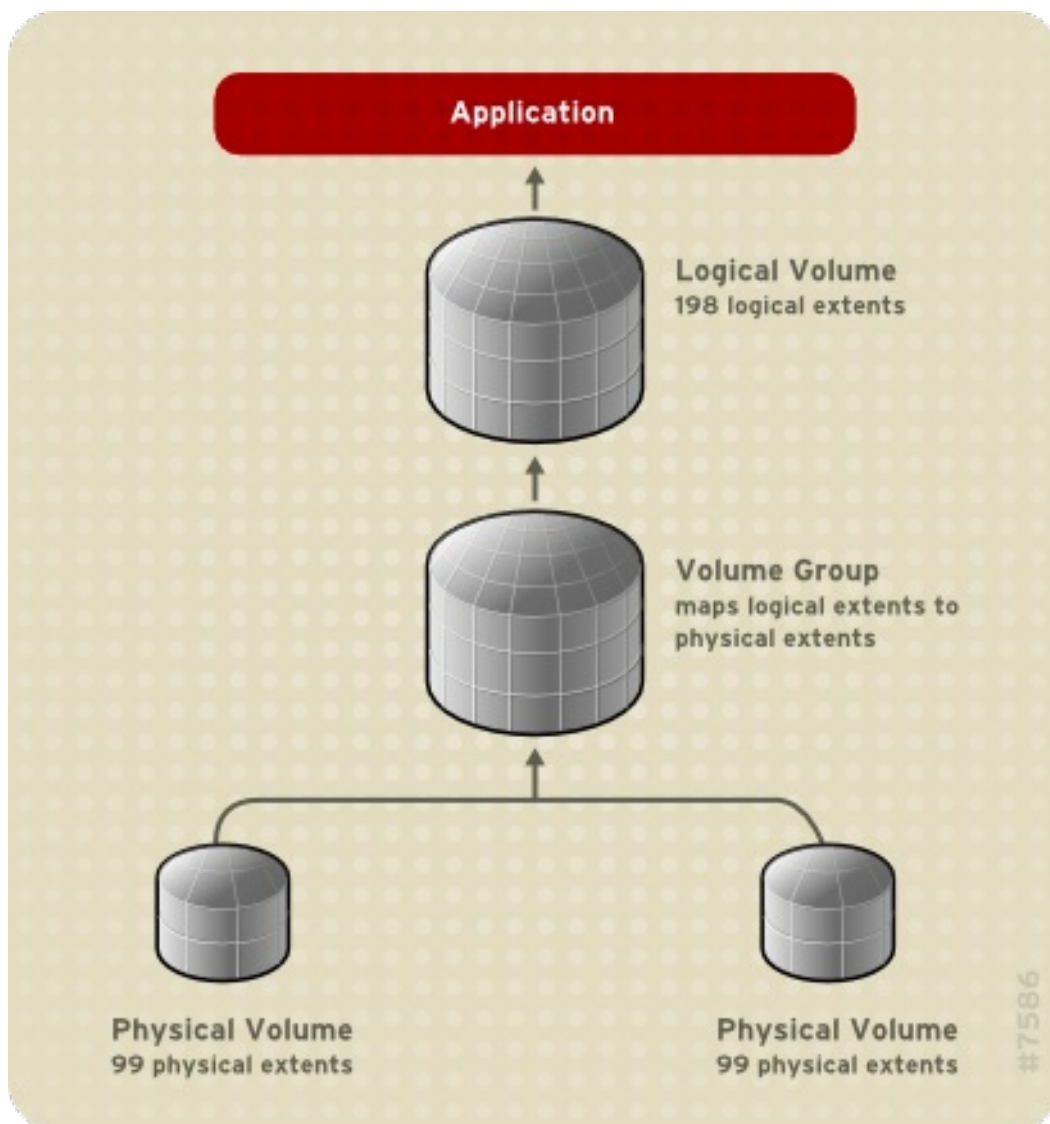 Application
Logical Volume
198 logical extents
Volume Group
maps logical extents to
physical extents
Physical Volume
99 physical extents
Physical Volume
99 physical extents
#7586